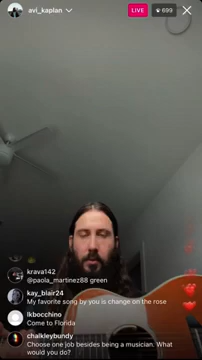 avi_kaplan
LIVE
699
krava142
@paola_martinez88 green
kay_blair24
My favorite song by you is change on the rose
lkbocchino
Come to Florida
chalkleybundy
Choose one job besides being a musician. What
would you do?